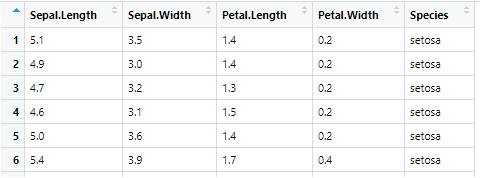 Sepal.Length Sepal.Width Petal.Length Petal.Width Species
1 5.1 3.5 1.4 0.2 setosa
2 4.9 3.0 1.4 0.2 setosa
3 4.7 3.2 1.3 0.2 setosa
4 4.6 3.1 1.5 0.2 setosa
5 5.0 3.6 1.4 0.2 setosa
6 5.4 3.9 1.7 0.4 setosa